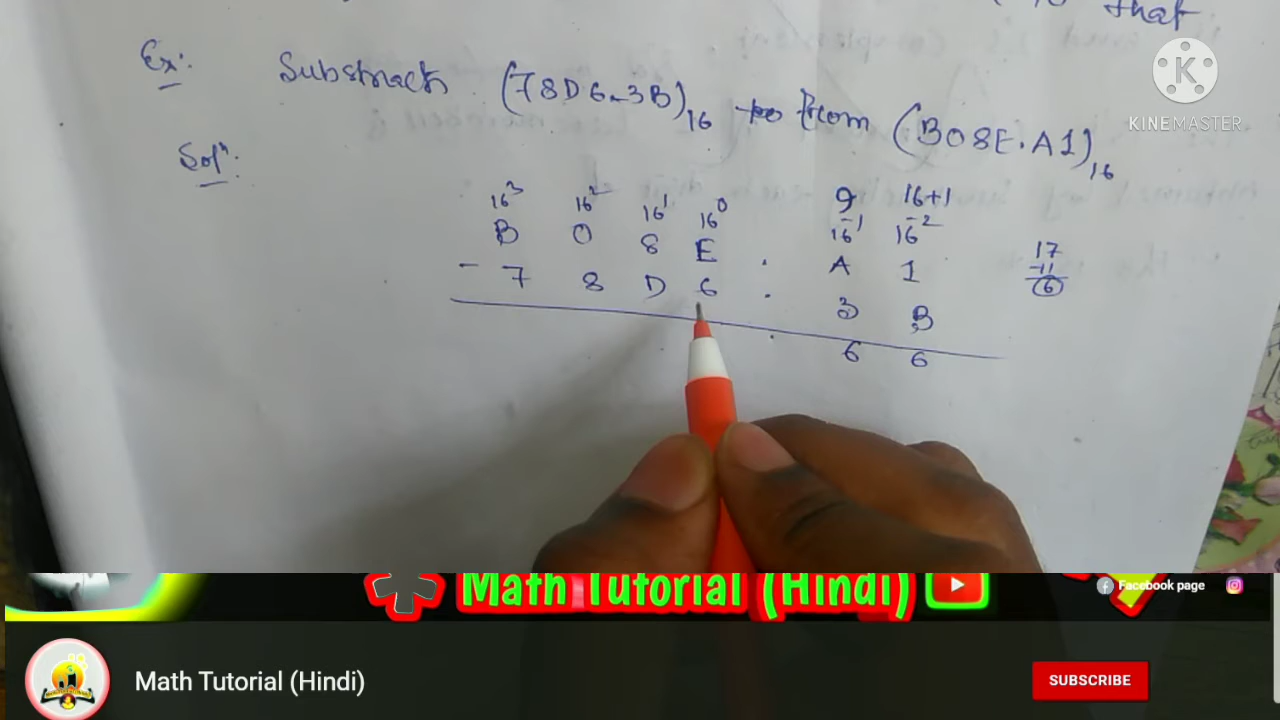 that
Ex:
Substract (78D6.3B)16 to from (B08E.A1)16
Soln:
16³ 16² 16¹ 16⁰ 9 16+1
16⁻¹ 16⁻²
B 0 8 E . A 1
- 7 8 D 6 . 3 B
. 6 6
17
-11
6
K
KINEMASTER
Math Tutorial (Hindi)
Facebook page
Math Tutorial (Hindi)
SUBSCRIBE